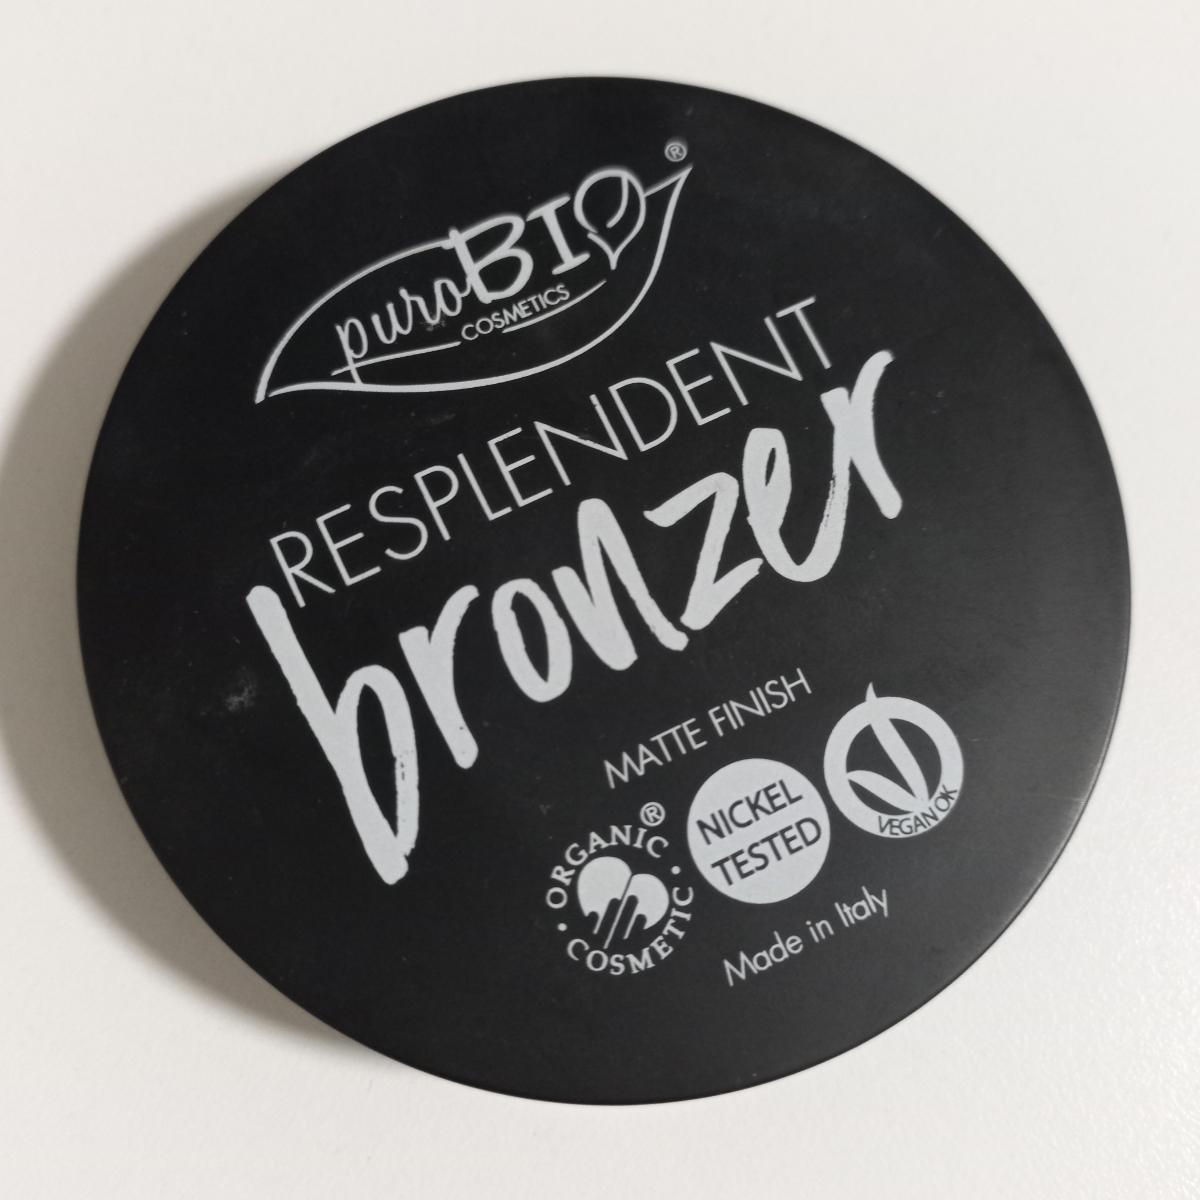 puroBIO®
COSMETICS
RESPLENDENT
bronzer
MATTE FINISH
ORGANIC®
COSMETIC
NICKEL
TESTED
VEGAN OK
Made in Italy